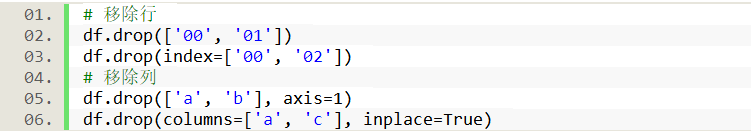 01. # 移除行
02. df.drop(['00', '01'])
03. df.drop(index=['00', '02'])
04. # 移除列
05. df.drop(['a', 'b'], axis=1)
06. df.drop(columns=['a', 'c'], inplace=True)